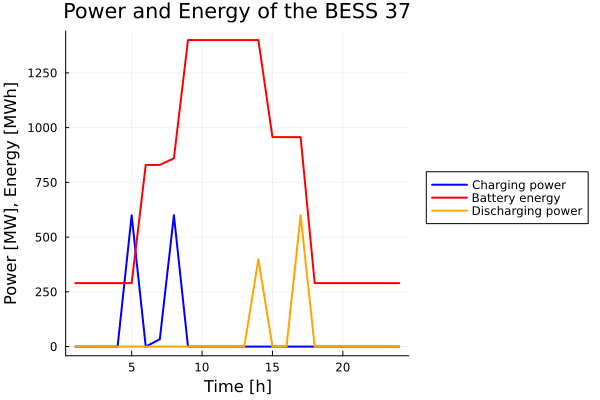 Power and Energy of the BESS 37
Power [MW], Energy [MWh]
1250
1000
750
500
250
0
5
10
15
20
Time [h]
Charging power
Battery energy
Discharging power